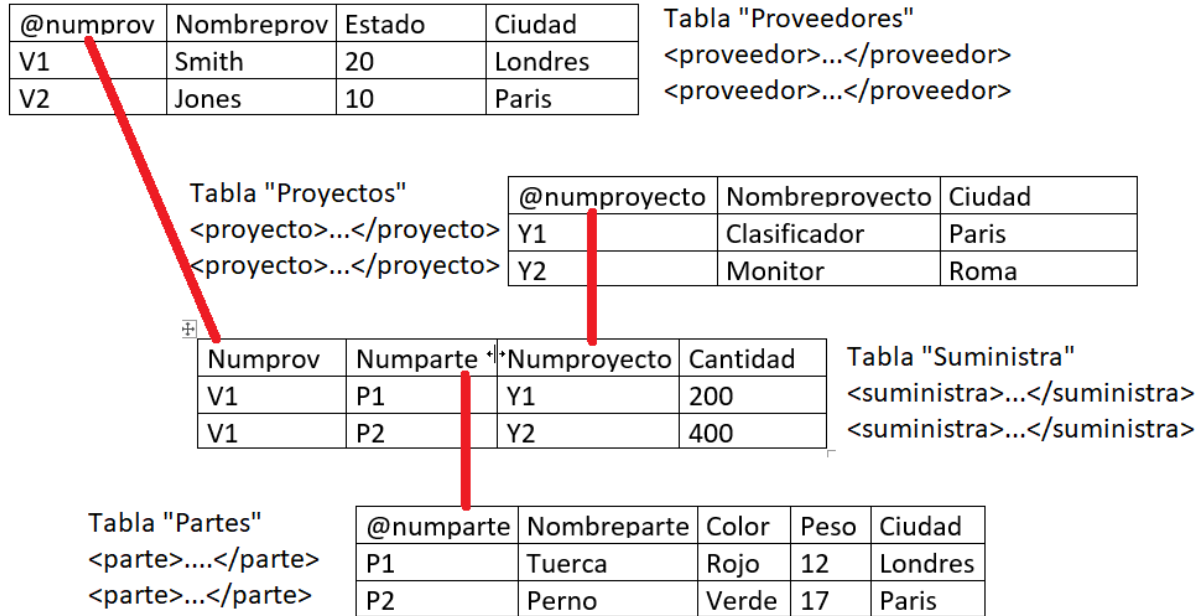 @numprov Nombreprov Estado Ciudad
V1 Smith 20 Londres
V2 Jones 10 Paris
Tabla "Proveedores"
<proveedor>...</proveedor>
<proveedor>...</proveedor>
Tabla "Proyectos"
<proyecto>...</proyecto>
<proyecto>...</proyecto>
@numproyecto Nombreproyecto Ciudad
Y1 Clasificador Paris
Y2 Monitor Roma
Numprov Numparte Numproyecto Cantidad
V1 P1 Y1 200
V1 P2 Y2 400
Tabla "Suministra"
<suministra>...</suministra>
<suministra>...</suministra>
Tabla "Partes"
<parte>....</parte>
<parte>...</parte>
@numparte Nombreparte Color Peso Ciudad
P1 Tuerca Rojo 12 Londres
P2 Perno Verde 17 Paris